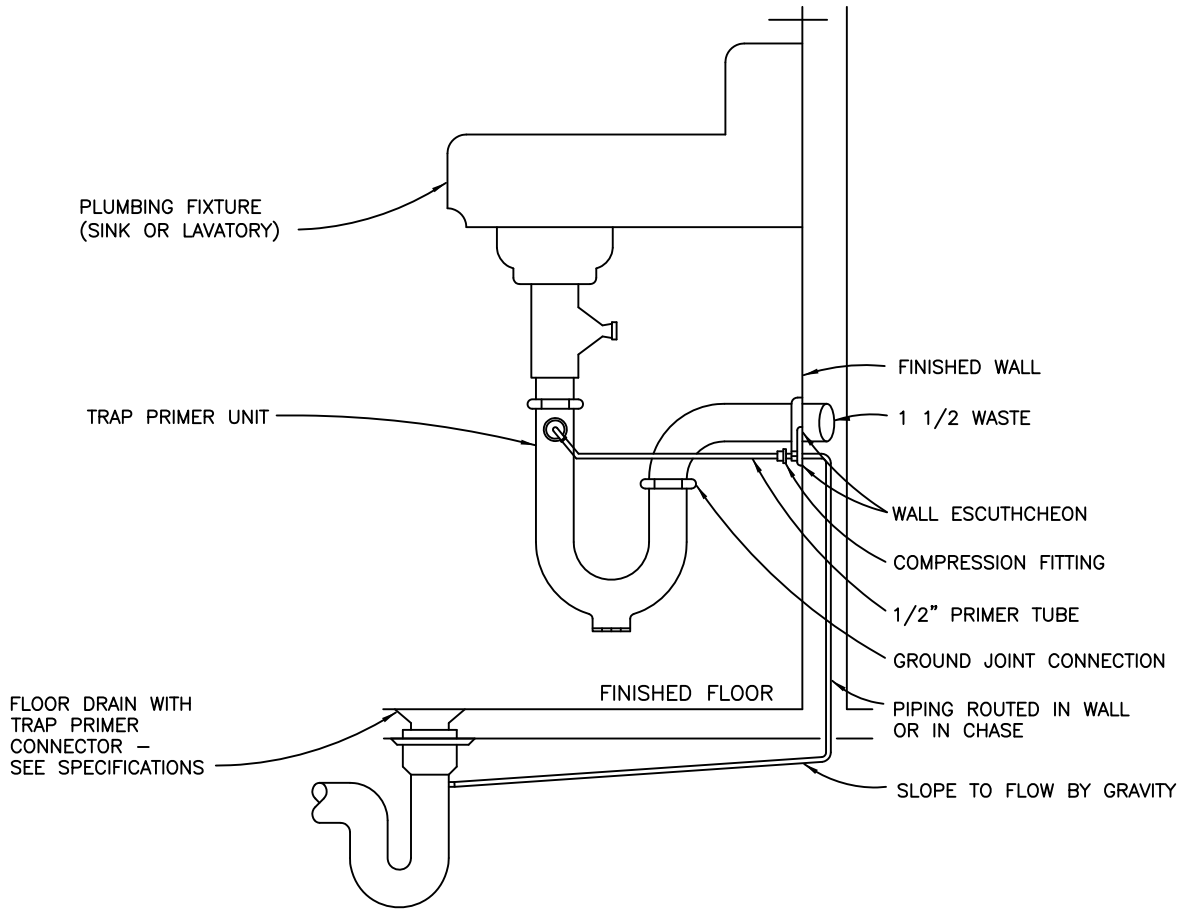 PLUMBING FIXTURE
(SINK OR LAVATORY)
FINISHED WALL
TRAP PRIMER UNIT
1 1/2 WASTE
WALL ESCUTHCHEON
COMPRESSION FITTING
1/2" PRIMER TUBE
GROUND JOINT CONNECTION
FINISHED FLOOR
FLOOR DRAIN WITH
TRAP PRIMER
CONNECTOR –
SEE SPECIFICATIONS
PIPING ROUTED IN WALL
OR IN CHASE
SLOPE TO FLOW BY GRAVITY